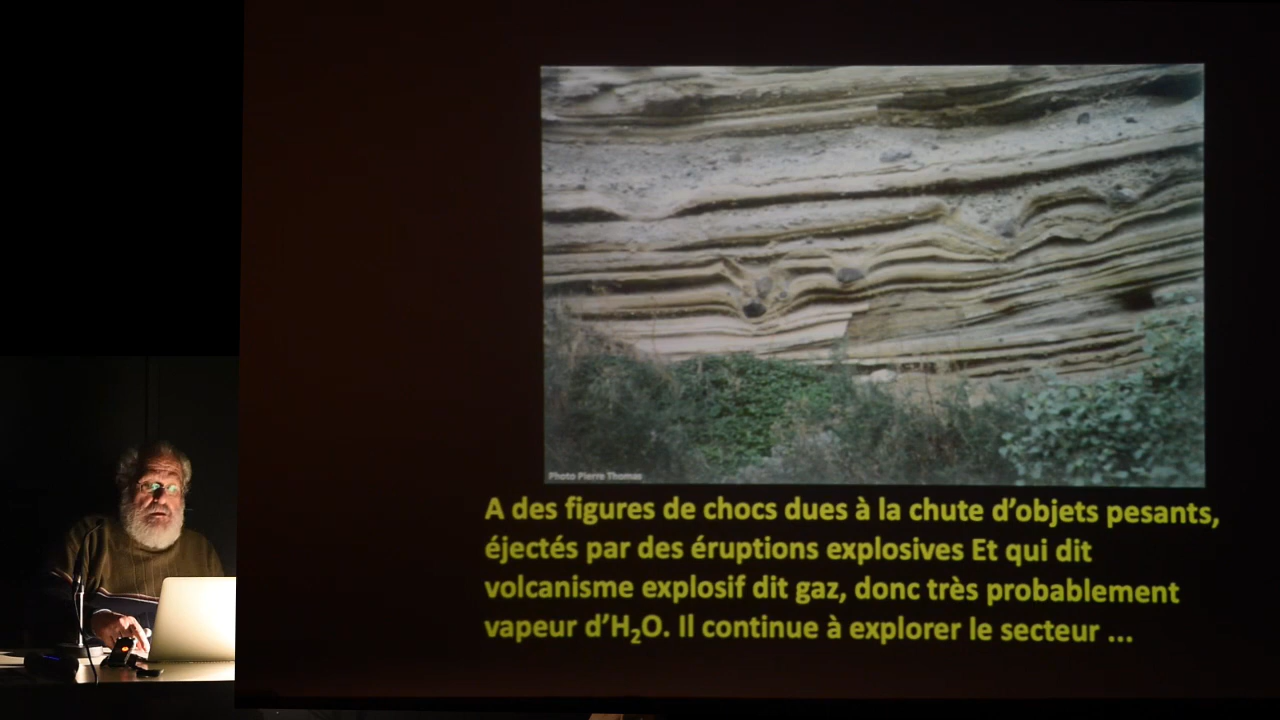 Photo Pierre Thomas
A des figures de chocs dues à la chute d’objets pesants,
éjectés par des éruptions explosives Et qui dit
volcanisme explosif dit gaz, donc très probablement
vapeur d’H₂O. Il continue à explorer le secteur ...